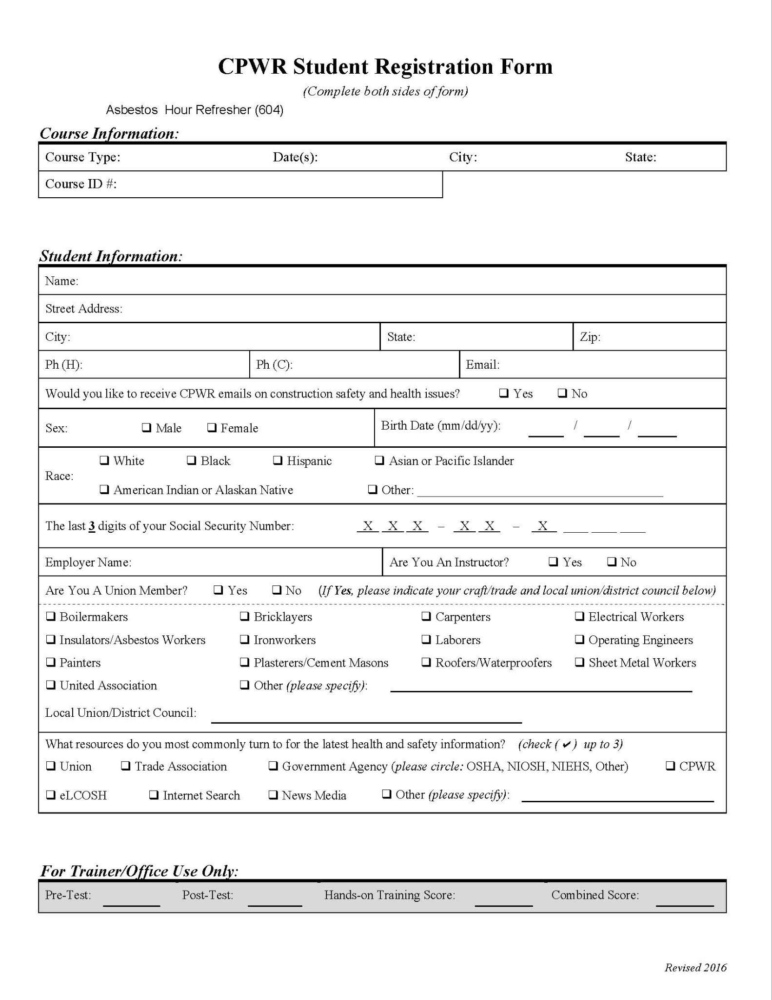 CPWR Student Registration Form
(Complete both sides of form)
Asbestos Hour Refresher (604)
Course Information:
Course Type: Date(s): City: State:
Course ID #:
Student Information:
Name:
Street Address:
City: State: Zip:
Ph (H): Ph (C): Email:
Would you like to receive CPWR emails on construction safety and health issues? ❑ Yes ❑ No
Sex: ❑ Male ❑ Female Birth Date (mm/dd/yy): ____ / ____ / ____
❑ White ❑ Black ❑ Hispanic ❑ Asian or Pacific Islander
Race:
❑ American Indian or Alaskan Native ❑ Other: ____
The last 3 digits of your Social Security Number: X X X – X X – X ___ ___ ___
Employer Name: Are You An Instructor? ❑ Yes ❑ No
Are You A Union Member? ❑ Yes ❑ No (If Yes, please indicate your craft/trade and local union/district council below)
❑ Boilermakers ❑ Bricklayers ❑ Carpenters ❑ Electrical Workers
❑ Insulators/Asbestos Workers ❑ Ironworkers ❑ Laborers ❑ Operating Engineers
❑ Painters ❑ Plasterers/Cement Masons ❑ Roofers/Waterproofers ❑ Sheet Metal Workers
❑ United Association ❑ Other (please specify): ____
Local Union/District Council: ____
What resources do you most commonly turn to for the latest health and safety information? (check ( ✔ ) up to 3)
❑ Union ❑ Trade Association ❑ Government Agency (please circle: OSHA, NIOSH, NIEHS, Other) ❑ CPWR
❑ eLCOSH ❑ Internet Search ❑ News Media ❑ Other (please specify): ____
For Trainer/Office Use Only:
Pre-Test: ____ Post-Test: ____ Hands-on Training Score: ____ Combined Score: ____
Revised 2016